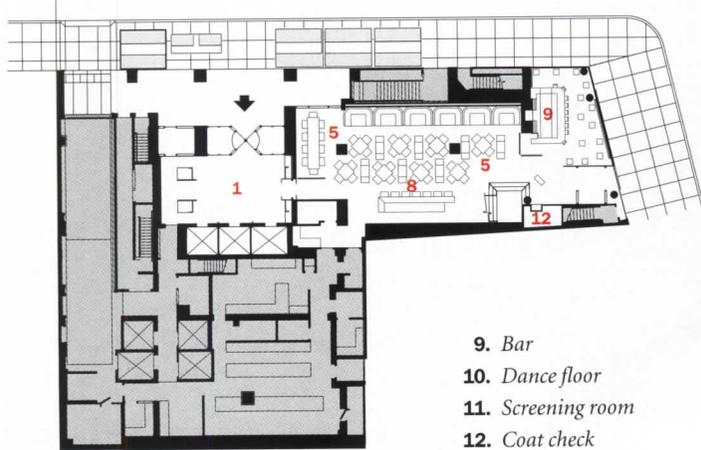 9
5
5
1
8
12
9. Bar
10. Dance floor
11. Screening room
12. Coat check